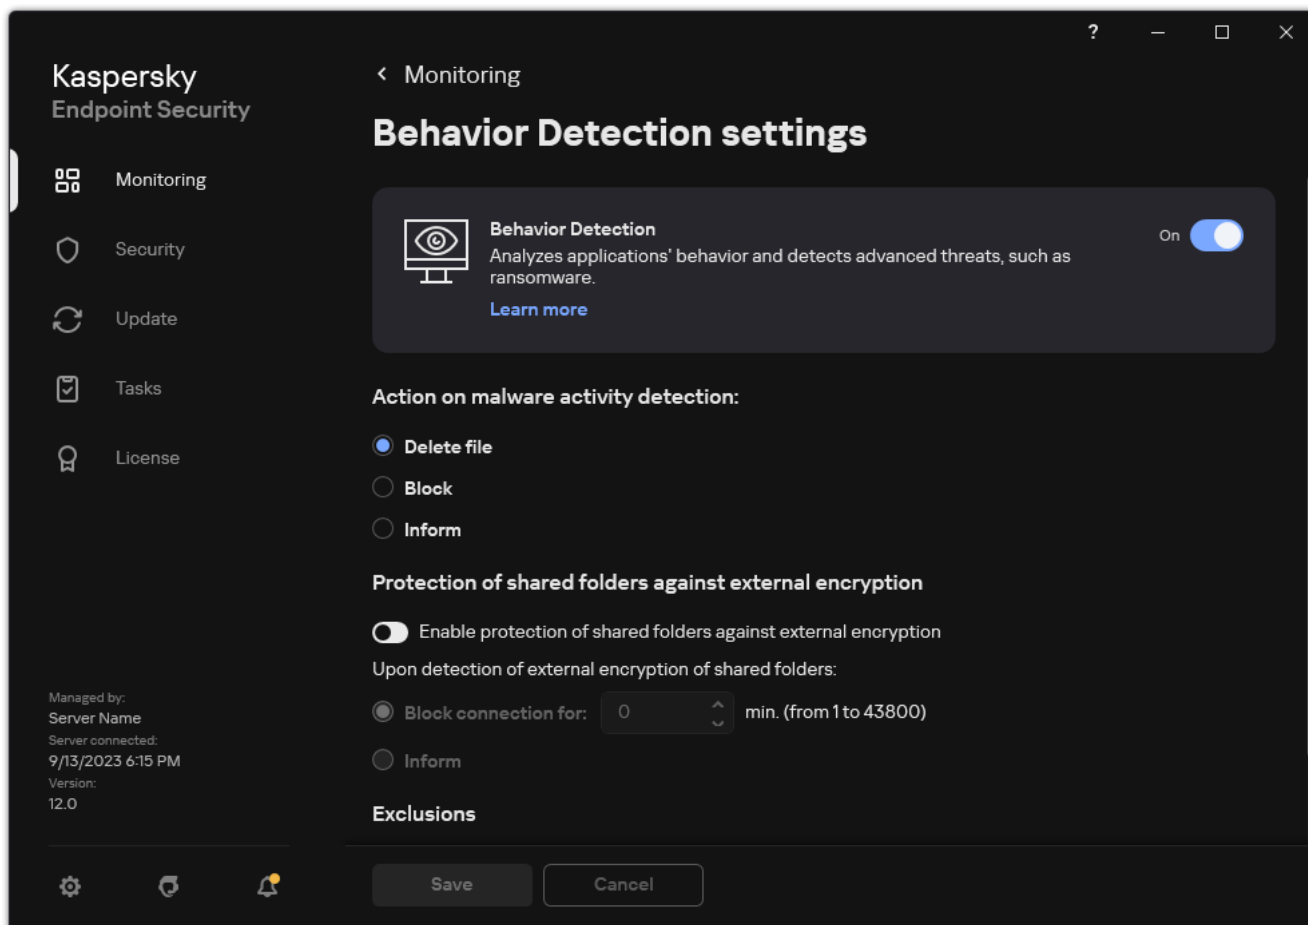 ?
Kaspersky
Endpoint Security
Monitoring
Security
Update
Tasks
License
Managed by:
Server Name
Server connected:
9/13/2023 6:15 PM
Version:
12.0
Monitoring
Behavior Detection settings
Behavior Detection
Analyzes applications' behavior and detects advanced threats, such as
ransomware.
Learn more
On
Action on malware activity detection:
Delete file
Block
Inform
Protection of shared folders against external encryption
Enable protection of shared folders against external encryption
Upon detection of external encryption of shared folders:
Block connection for: 0 min. (from 1 to 43800)
Inform
Exclusions
Save Cancel